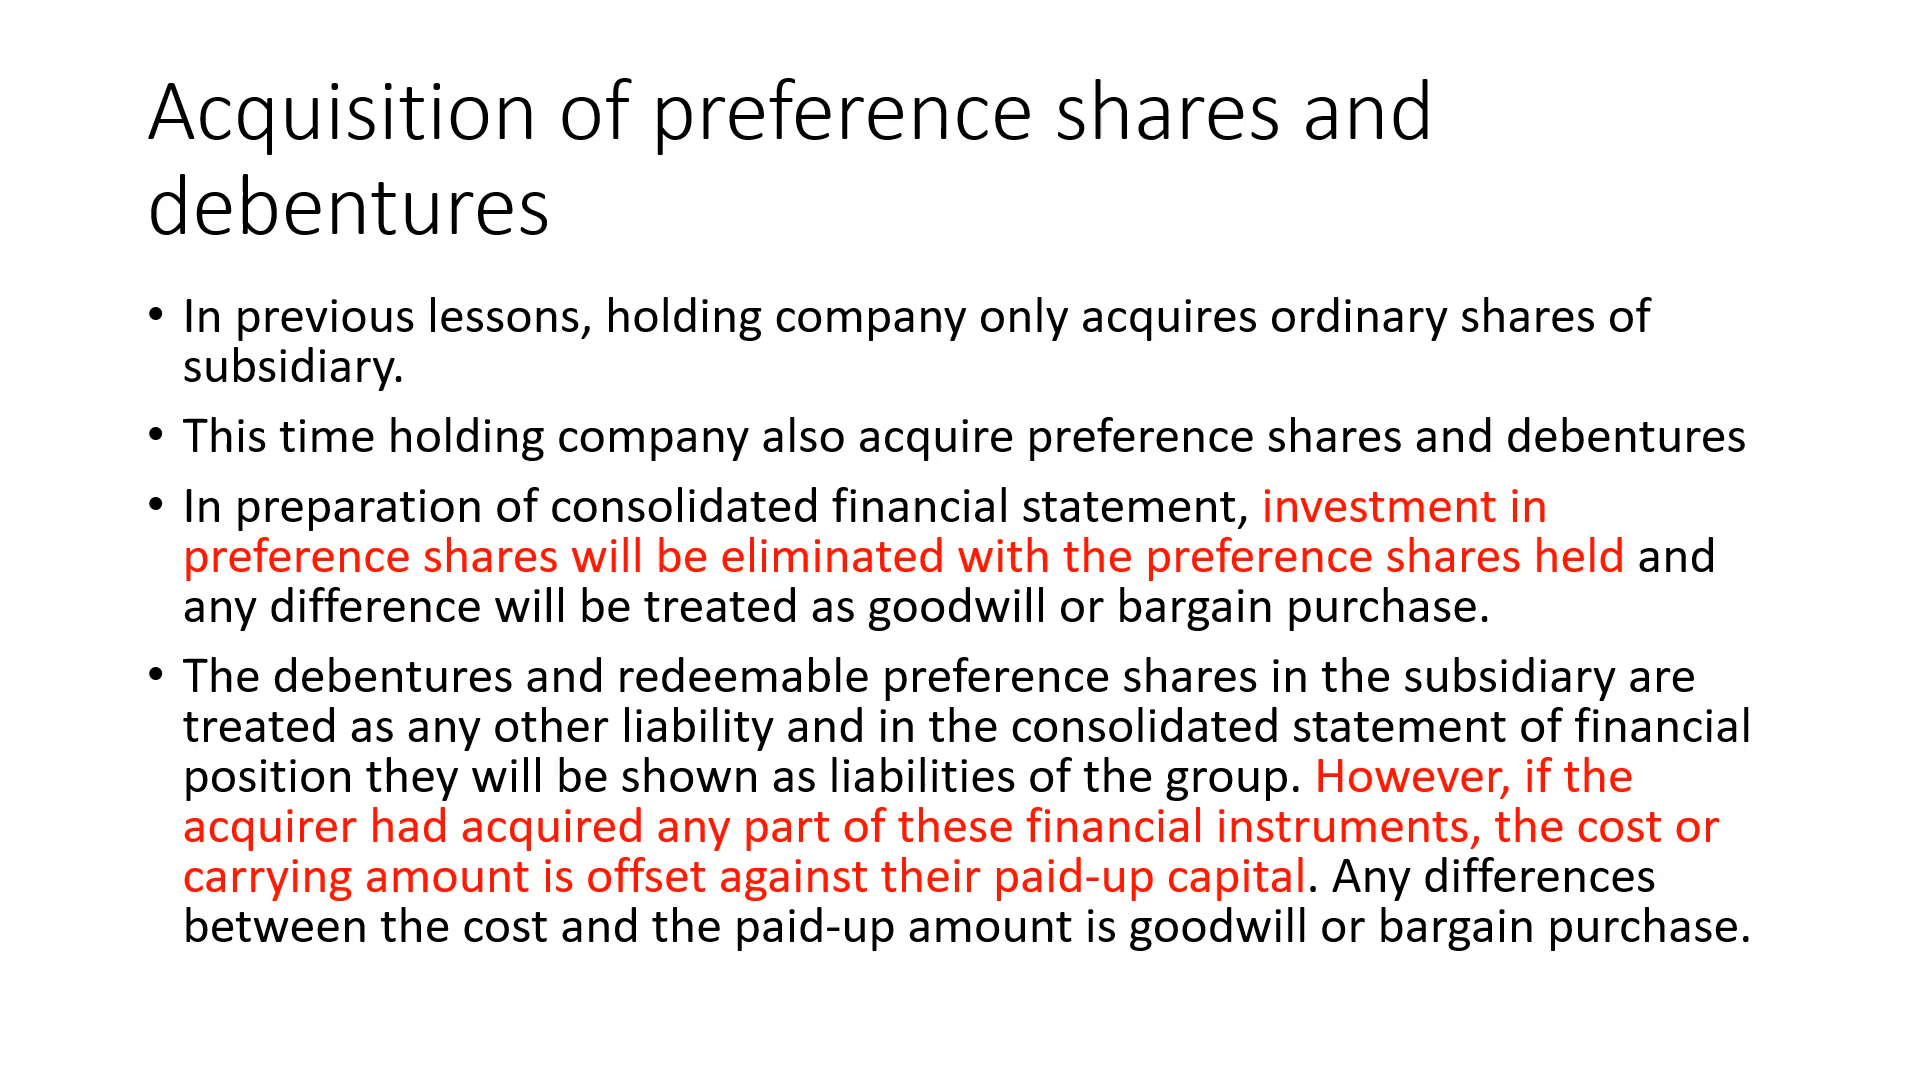 Acquisition of preference shares and
debentures
• In previous lessons, holding company only acquires ordinary shares of
subsidiary.
• This time holding company also acquire preference shares and debentures
• In preparation of consolidated financial statement, investment in
preference shares will be eliminated with the preference shares held and
any difference will be treated as goodwill or bargain purchase.
• The debentures and redeemable preference shares in the subsidiary are
treated as any other liability and in the consolidated statement of financial
position they will be shown as liabilities of the group. However, if the
acquirer had acquired any part of these financial instruments, the cost or
carrying amount is offset against their paid-up capital. Any differences
between the cost and the paid-up amount is goodwill or bargain purchase.